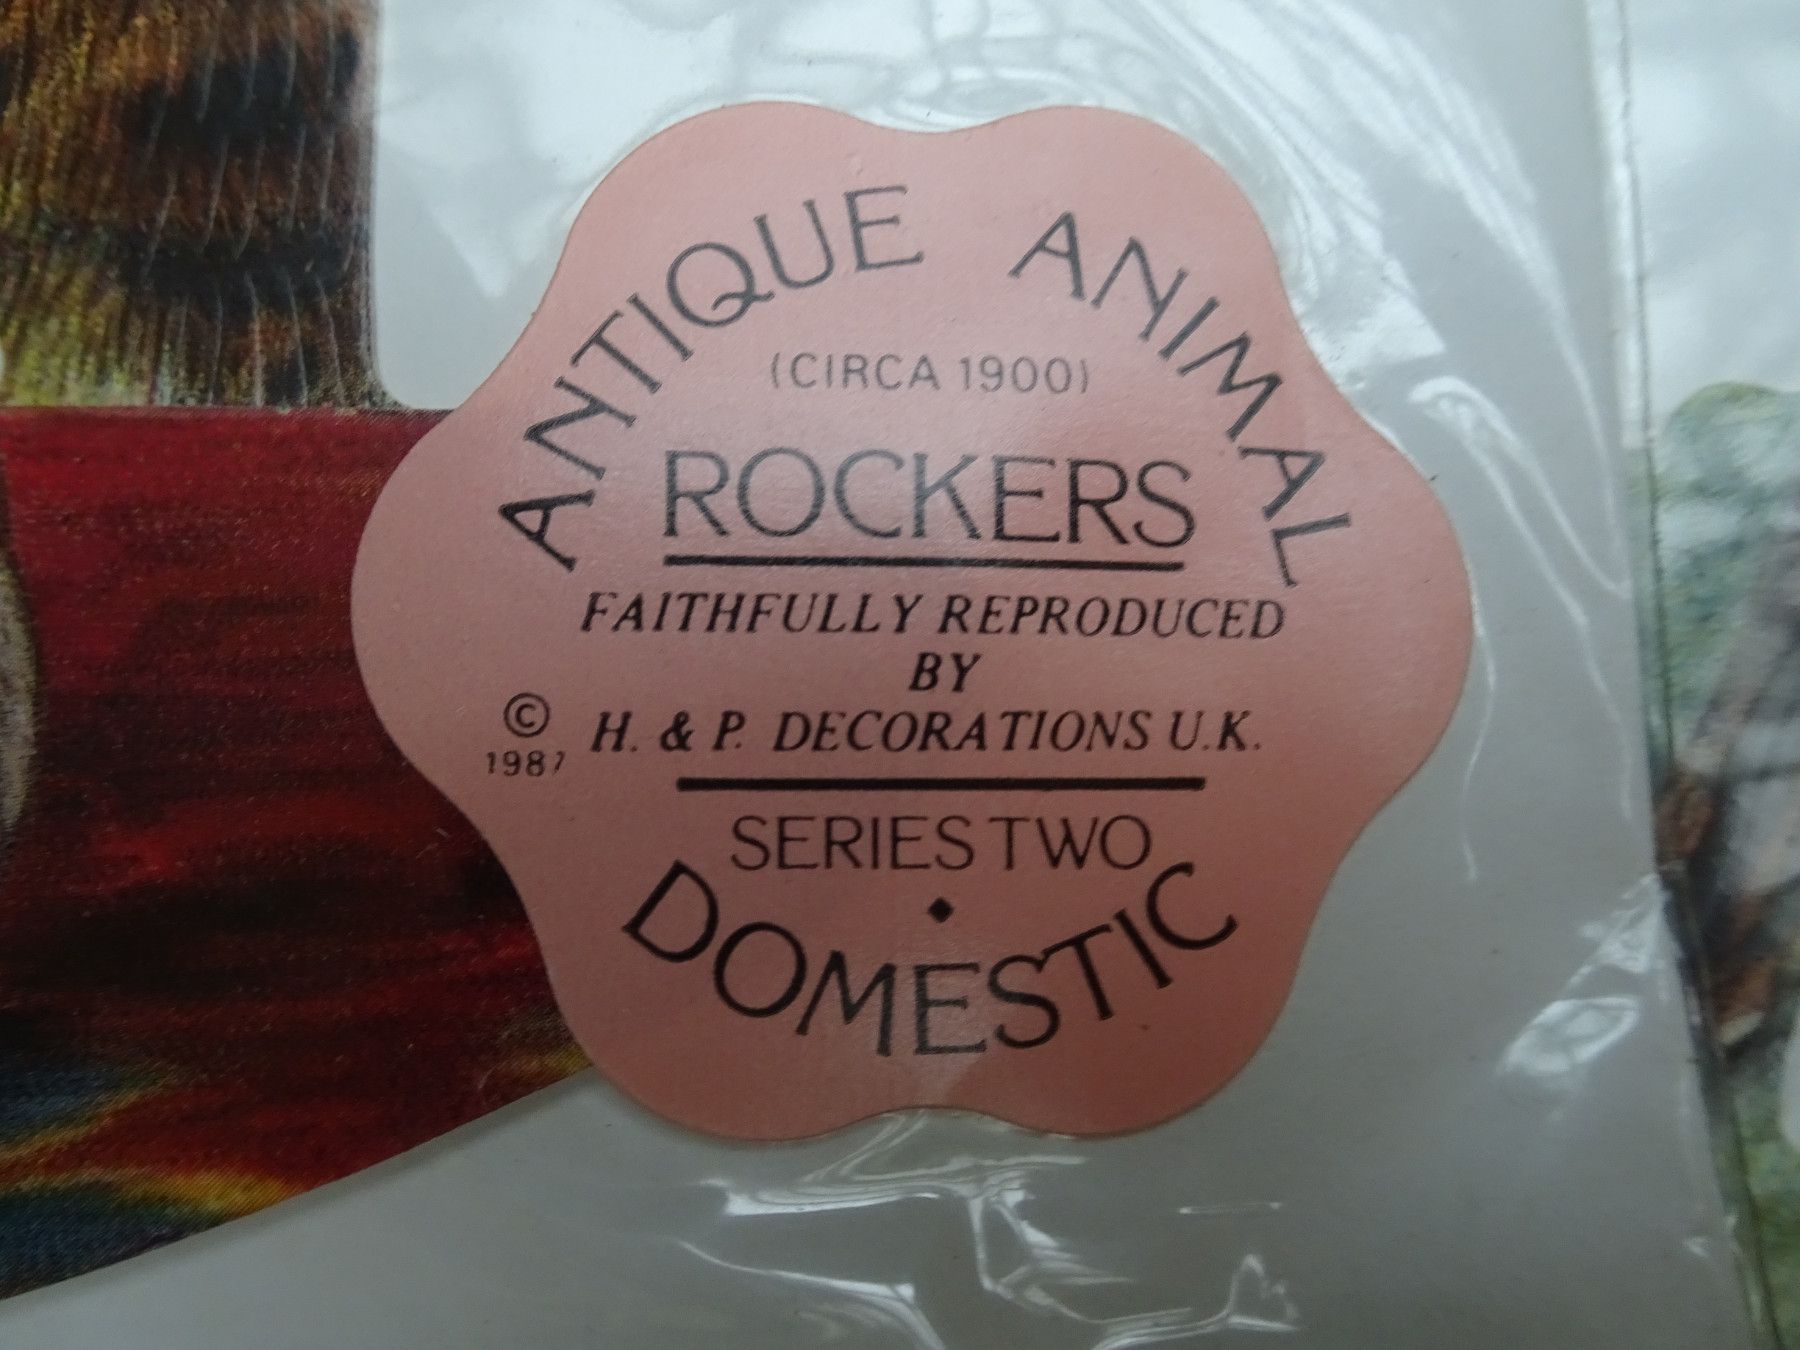 ANTIQUE ANIMAL
(CIRCA 1900)
ROCKERS
FAITHFULLY REPRODUCED
BY
© H. & P. DECORATIONS U.K.
1987
SERIES TWO
DOMESTIC